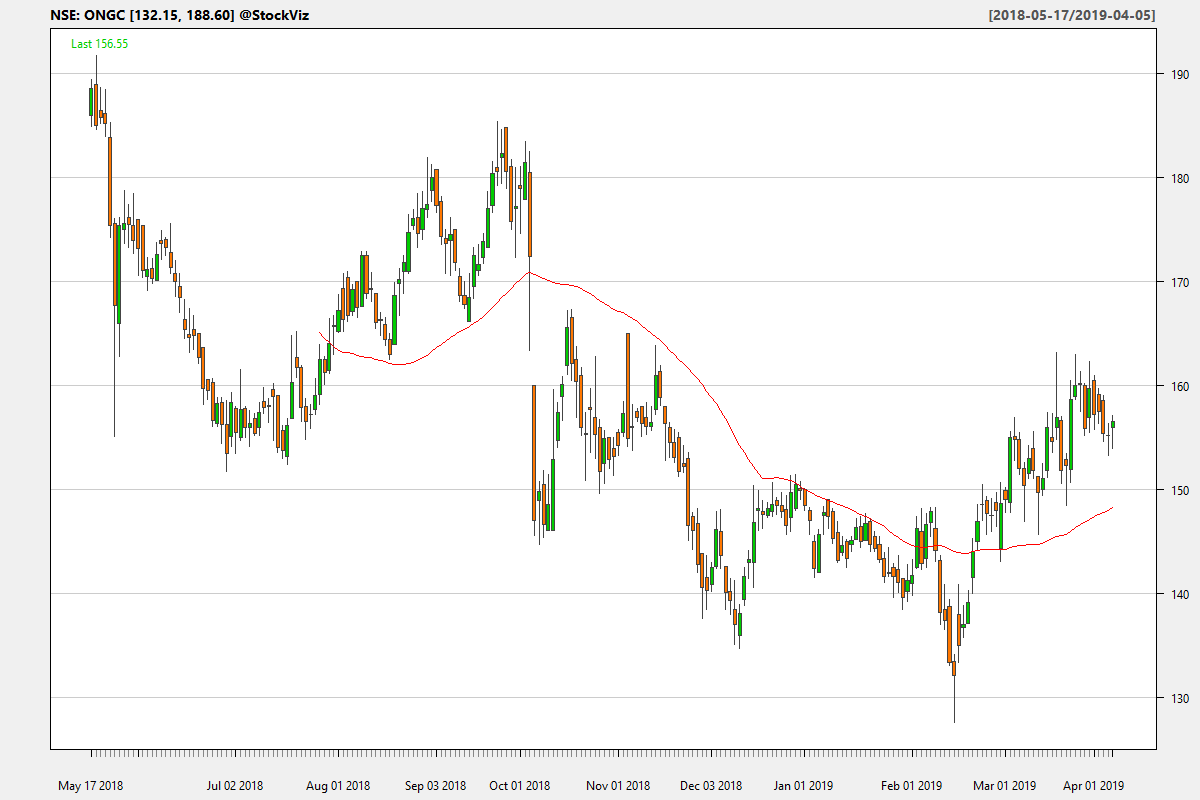 NSE: ONGC [132.15, 188.60] @StockViz
[2018-05-17/2019-04-05]
Last 156.55
190
180
170
160
150
140
130
May 17 2018
Jul 02 2018
Aug 01 2018
Sep 03 2018
Oct 01 2018
Nov 01 2018
Dec 03 2018
Jan 01 2019
Feb 01 2019
Mar 01 2019
Apr 01 2019